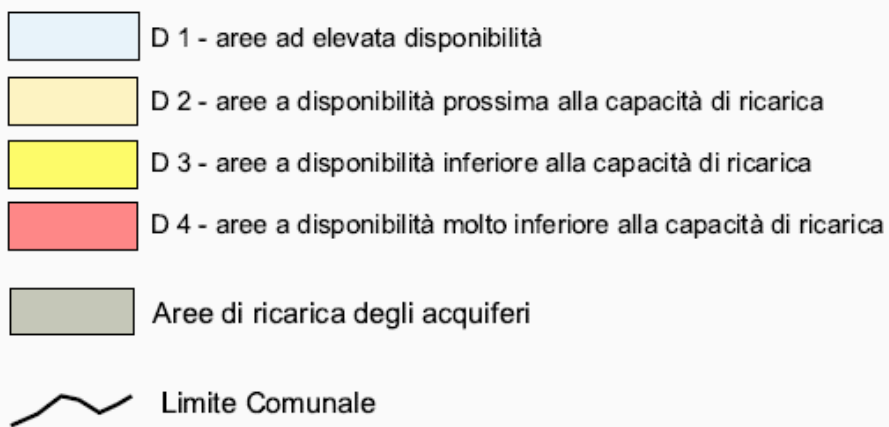 D 1 - aree ad elevata disponibilità
D 2 - aree a disponibilità prossima alla capacità di ricarica
D 3 - aree a disponibilità inferiore alla capacità di ricarica
D 4 - aree a disponibilità molto inferiore alla capacità di ricarica
Aree di ricarica degli acquiferi
Limite Comunale